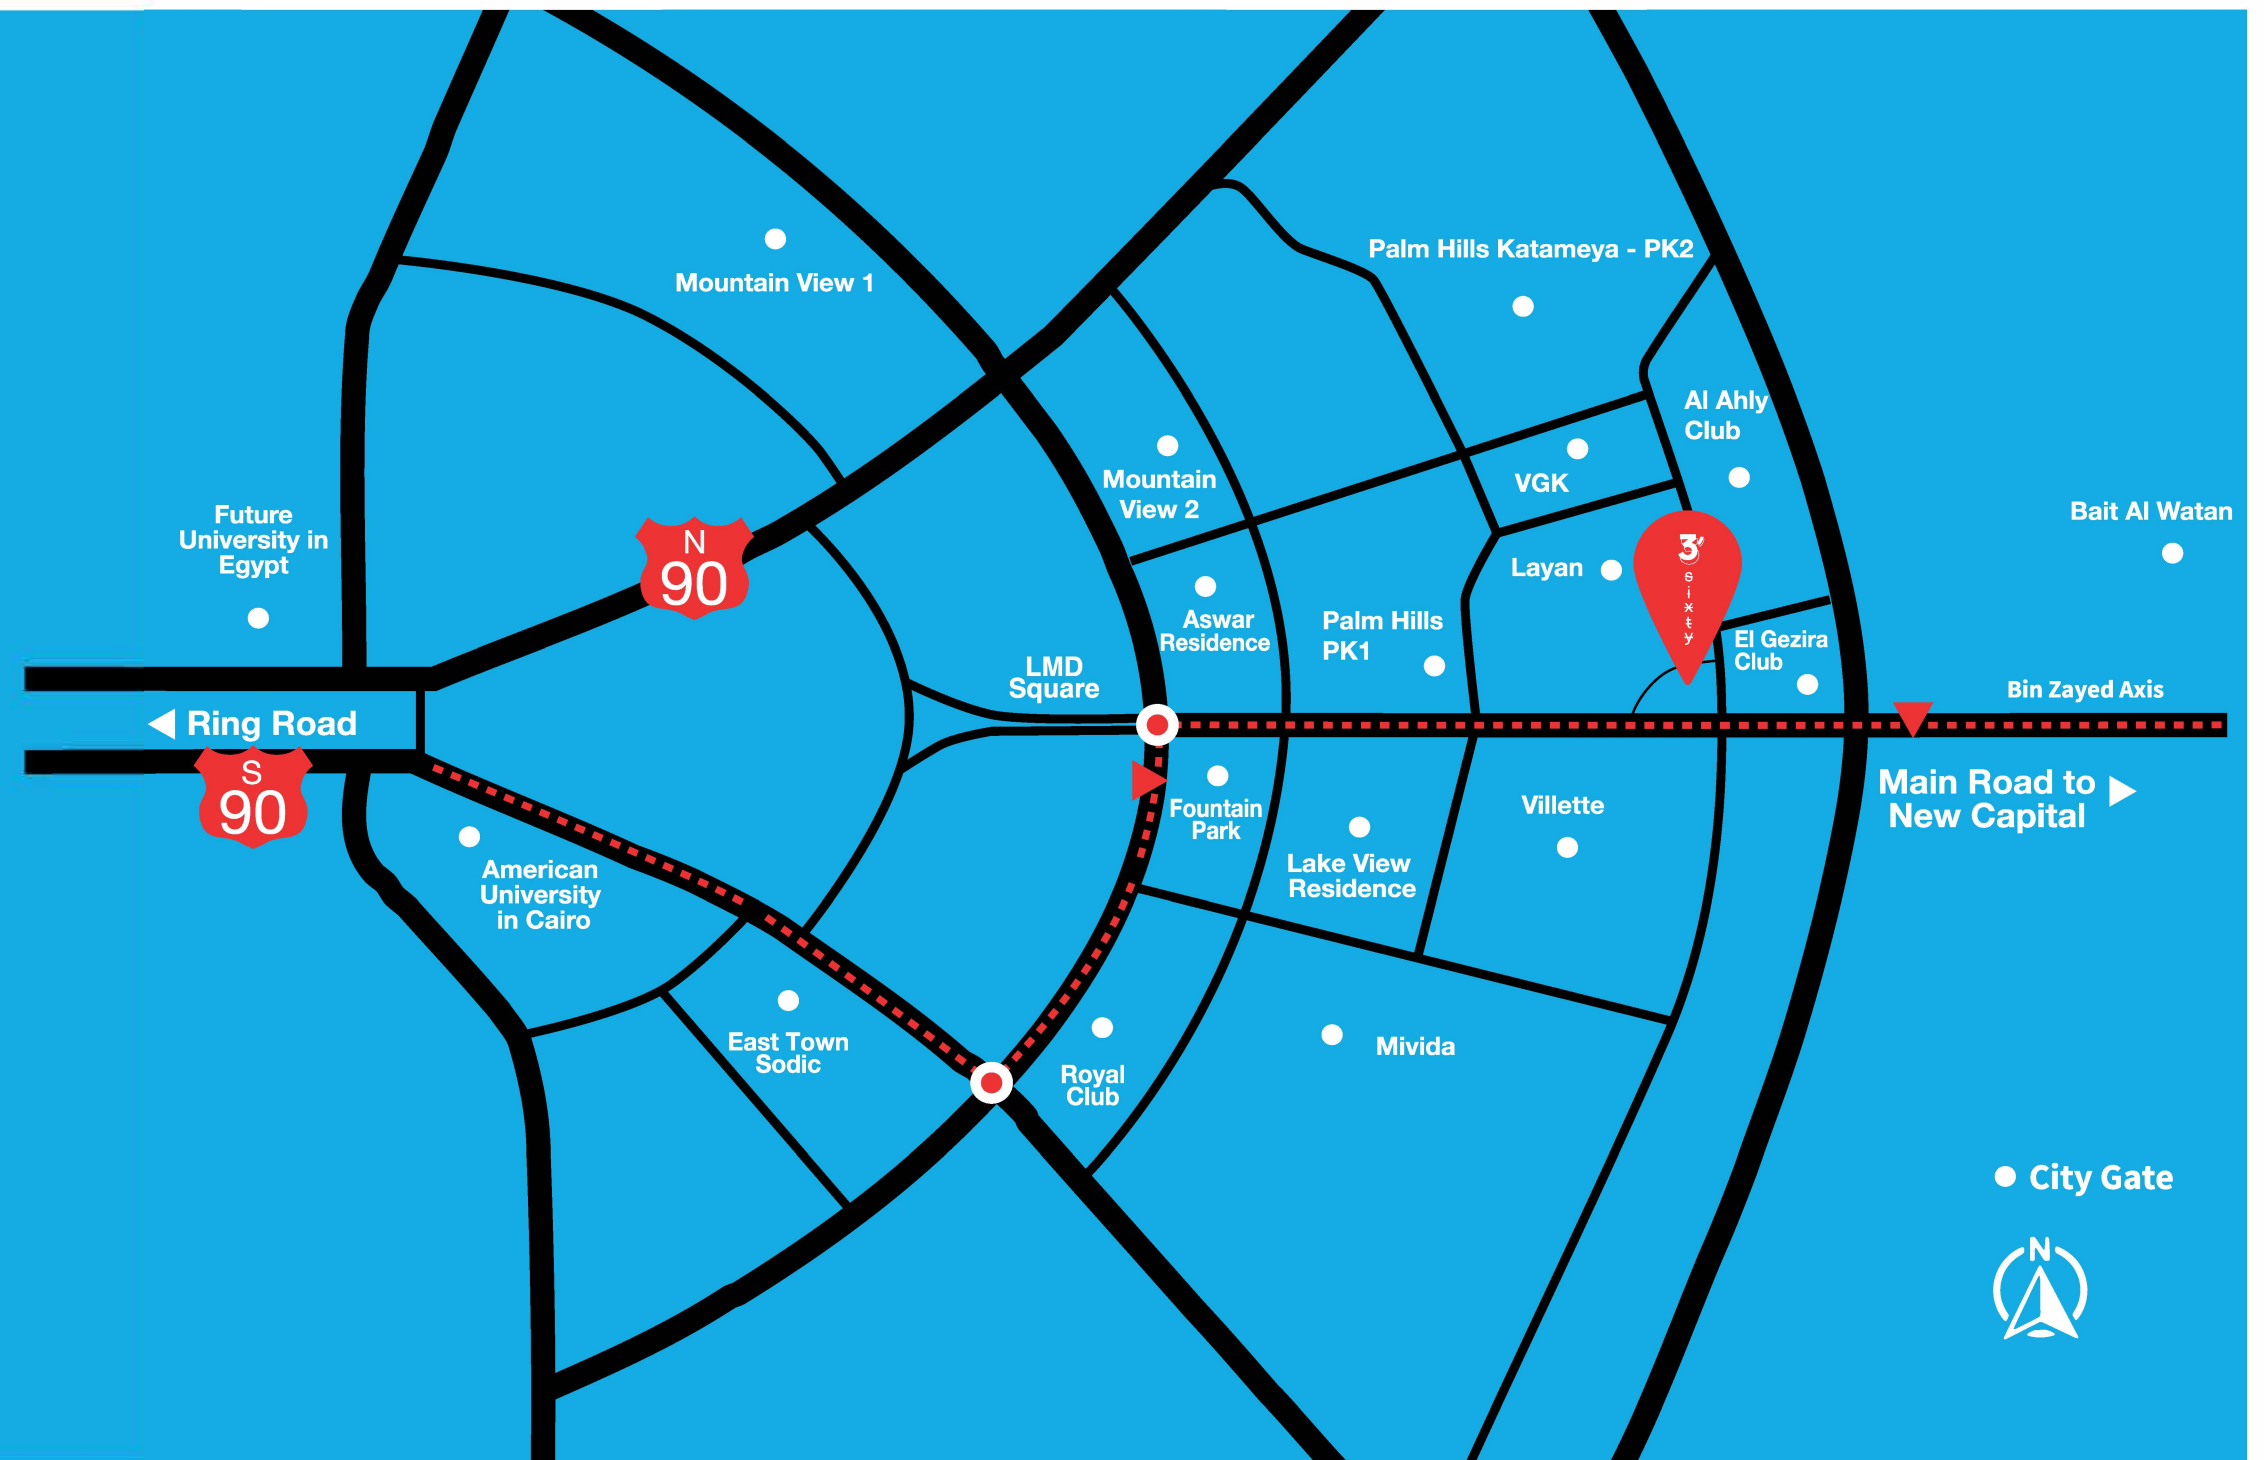 Mountain View 1
Palm Hills Katameya - PK2
Al Ahly
Club
Mountain
View 2
VGK
Future
University in
Egypt
N
90
Bait Al Watan
Layan
3
sixty
Aswar
Residence
Palm Hills
PK1
El Gezira
Club
LMD
Square
Bin Zayed Axis
Ring Road
S
90
Main Road to
New Capital
Fountain
Park
Villette
American
University
in Cairo
Lake View
Residence
East Town
Sodic
Royal
Club
Mivida
City Gate
N